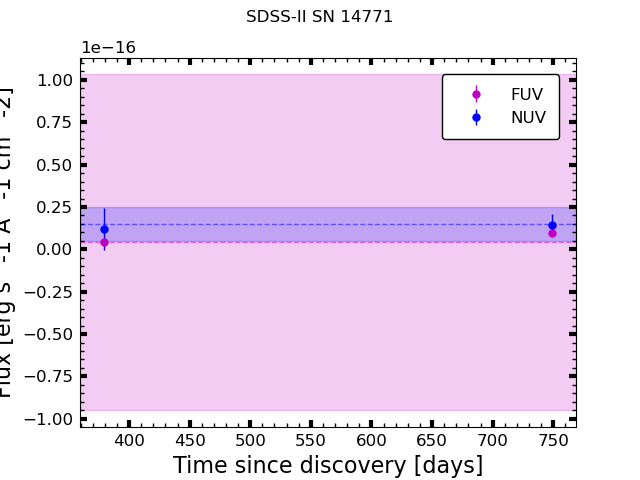 SDSS-II SN 14771
1e−16
FUV
NUV
1.00
0.75
0.50
0.25
0.00
−0.25
−0.50
−0.75
−1.00
Flux [erg s -1 A -1 cm -2]
400 450 500 550 600 650 700 750
Time since discovery [days]